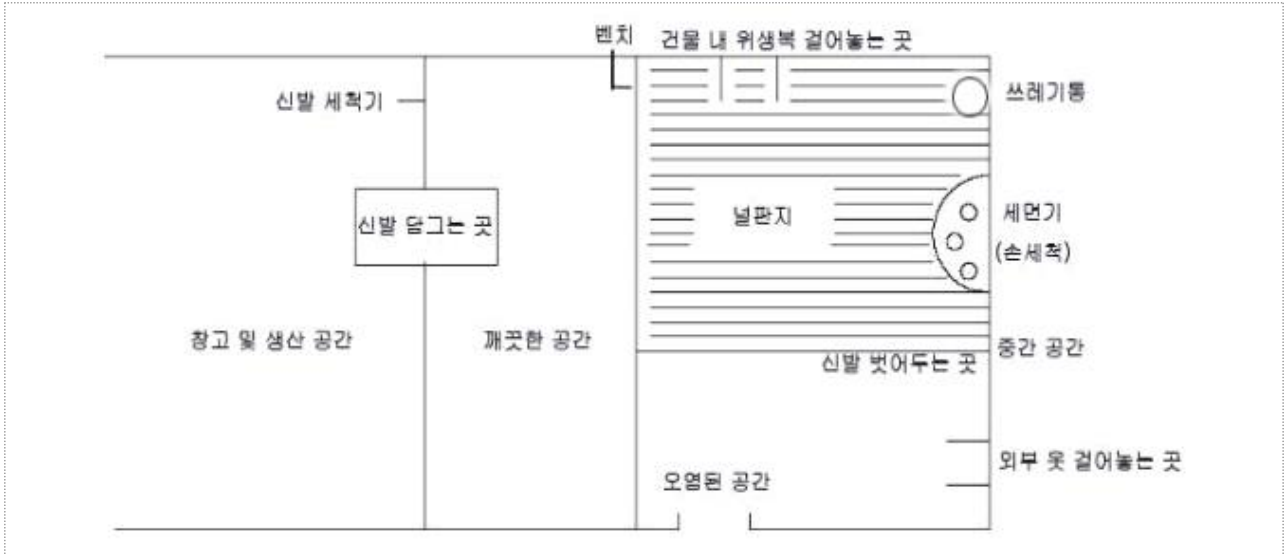 벤치
건물 내 위생복 걸어놓는 곳
신발 세척기
쓰레기통
신발 담그는 곳
널판지
세면기
(손세척)
창고 및 생산 공간
깨끗한 공간
중간 공간
신발 벗어두는 곳
외부 옷 걸어놓는 곳
오염된 공간